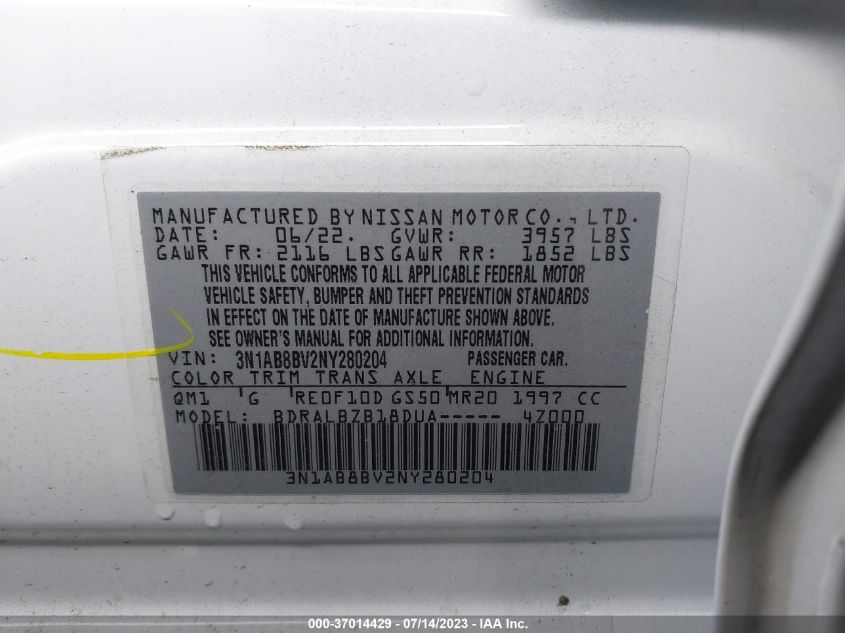 MANUFACTURED BY NISSAN MOTOR CO., LTD.
DATE: 06/22. GVWR: 3957 LBS
GAWR FR: 2116 LBS GAWR RR: 1852 LBS
THIS VEHICLE CONFORMS TO ALL APPLICABLE FEDERAL MOTOR
VEHICLE SAFETY, BUMPER AND THEFT PREVENTION STANDARDS
IN EFFECT ON THE DATE OF MANUFACTURE SHOWN ABOVE.
SEE OWNER'S MANUAL FOR ADDITIONAL INFORMATION.
VIN: 3N1AB8BV2NY280204 PASSENGER CAR.
COLOR TRIM TRANS AXLE ENGINE
QM1 G RE0F10D GS50 MR20 1997 CC
MODEL: BDRALBZB18DUA----- 4Z000
3N1AB8BV2NY280204
000-37014429 - 07/14/2023 - IAA Inc.